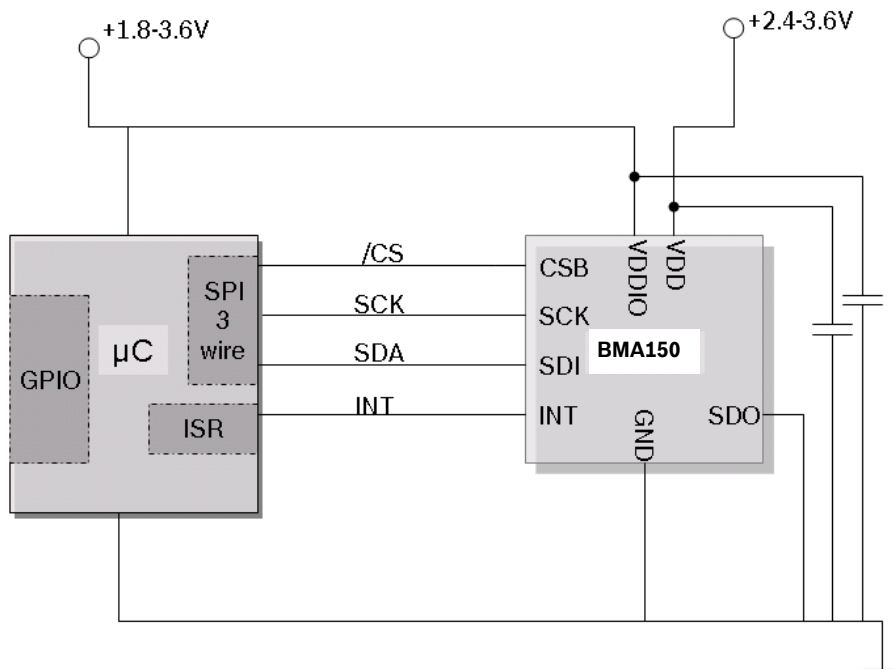 +1.8-3.6V
+2.4-3.6V
/CS
SCK
SDA
INT
SPI
3
wire
µC
GPIO
ISR
CSB
SCK
SDI
INT
VDDIO
VDD
BMA150
GND
SDO